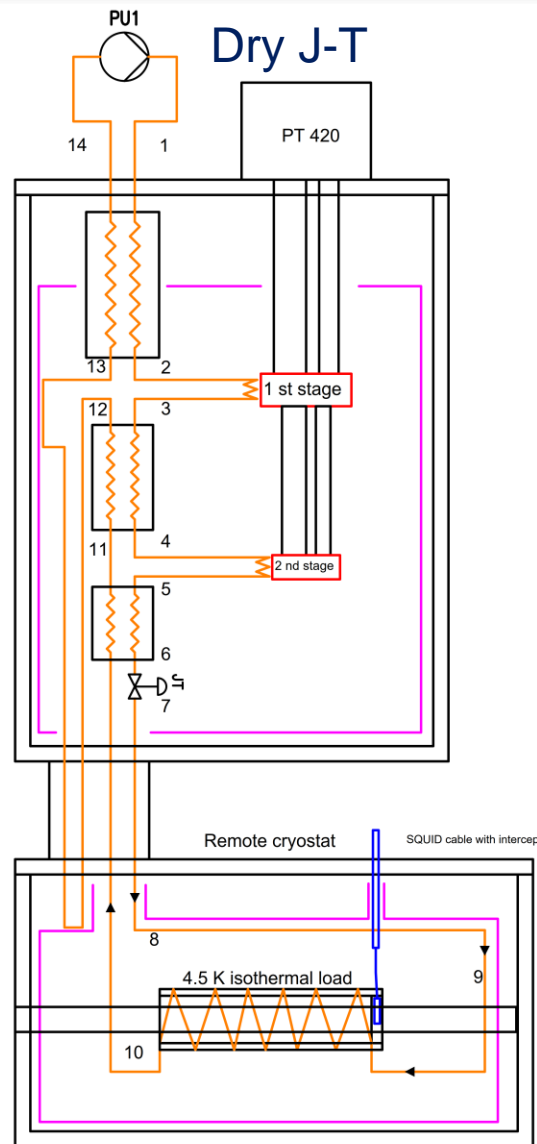 PU1
Dry J-T
PT 420
14
1
13
2
1 st stage
12
3
11
4
2 nd stage
5
6
JT
7
Remote cryostat
SQUID cable with intercep
8
4.5 K isothermal load
9
10